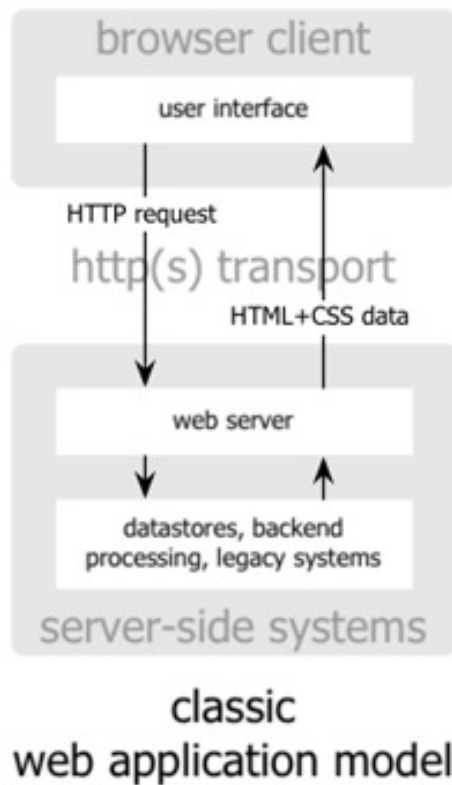 browser client
user interface
HTTP request
http(s) transport
HTML+CSS data
web server
datastores, backend
processing, legacy systems
server-side systems
classic
web application model